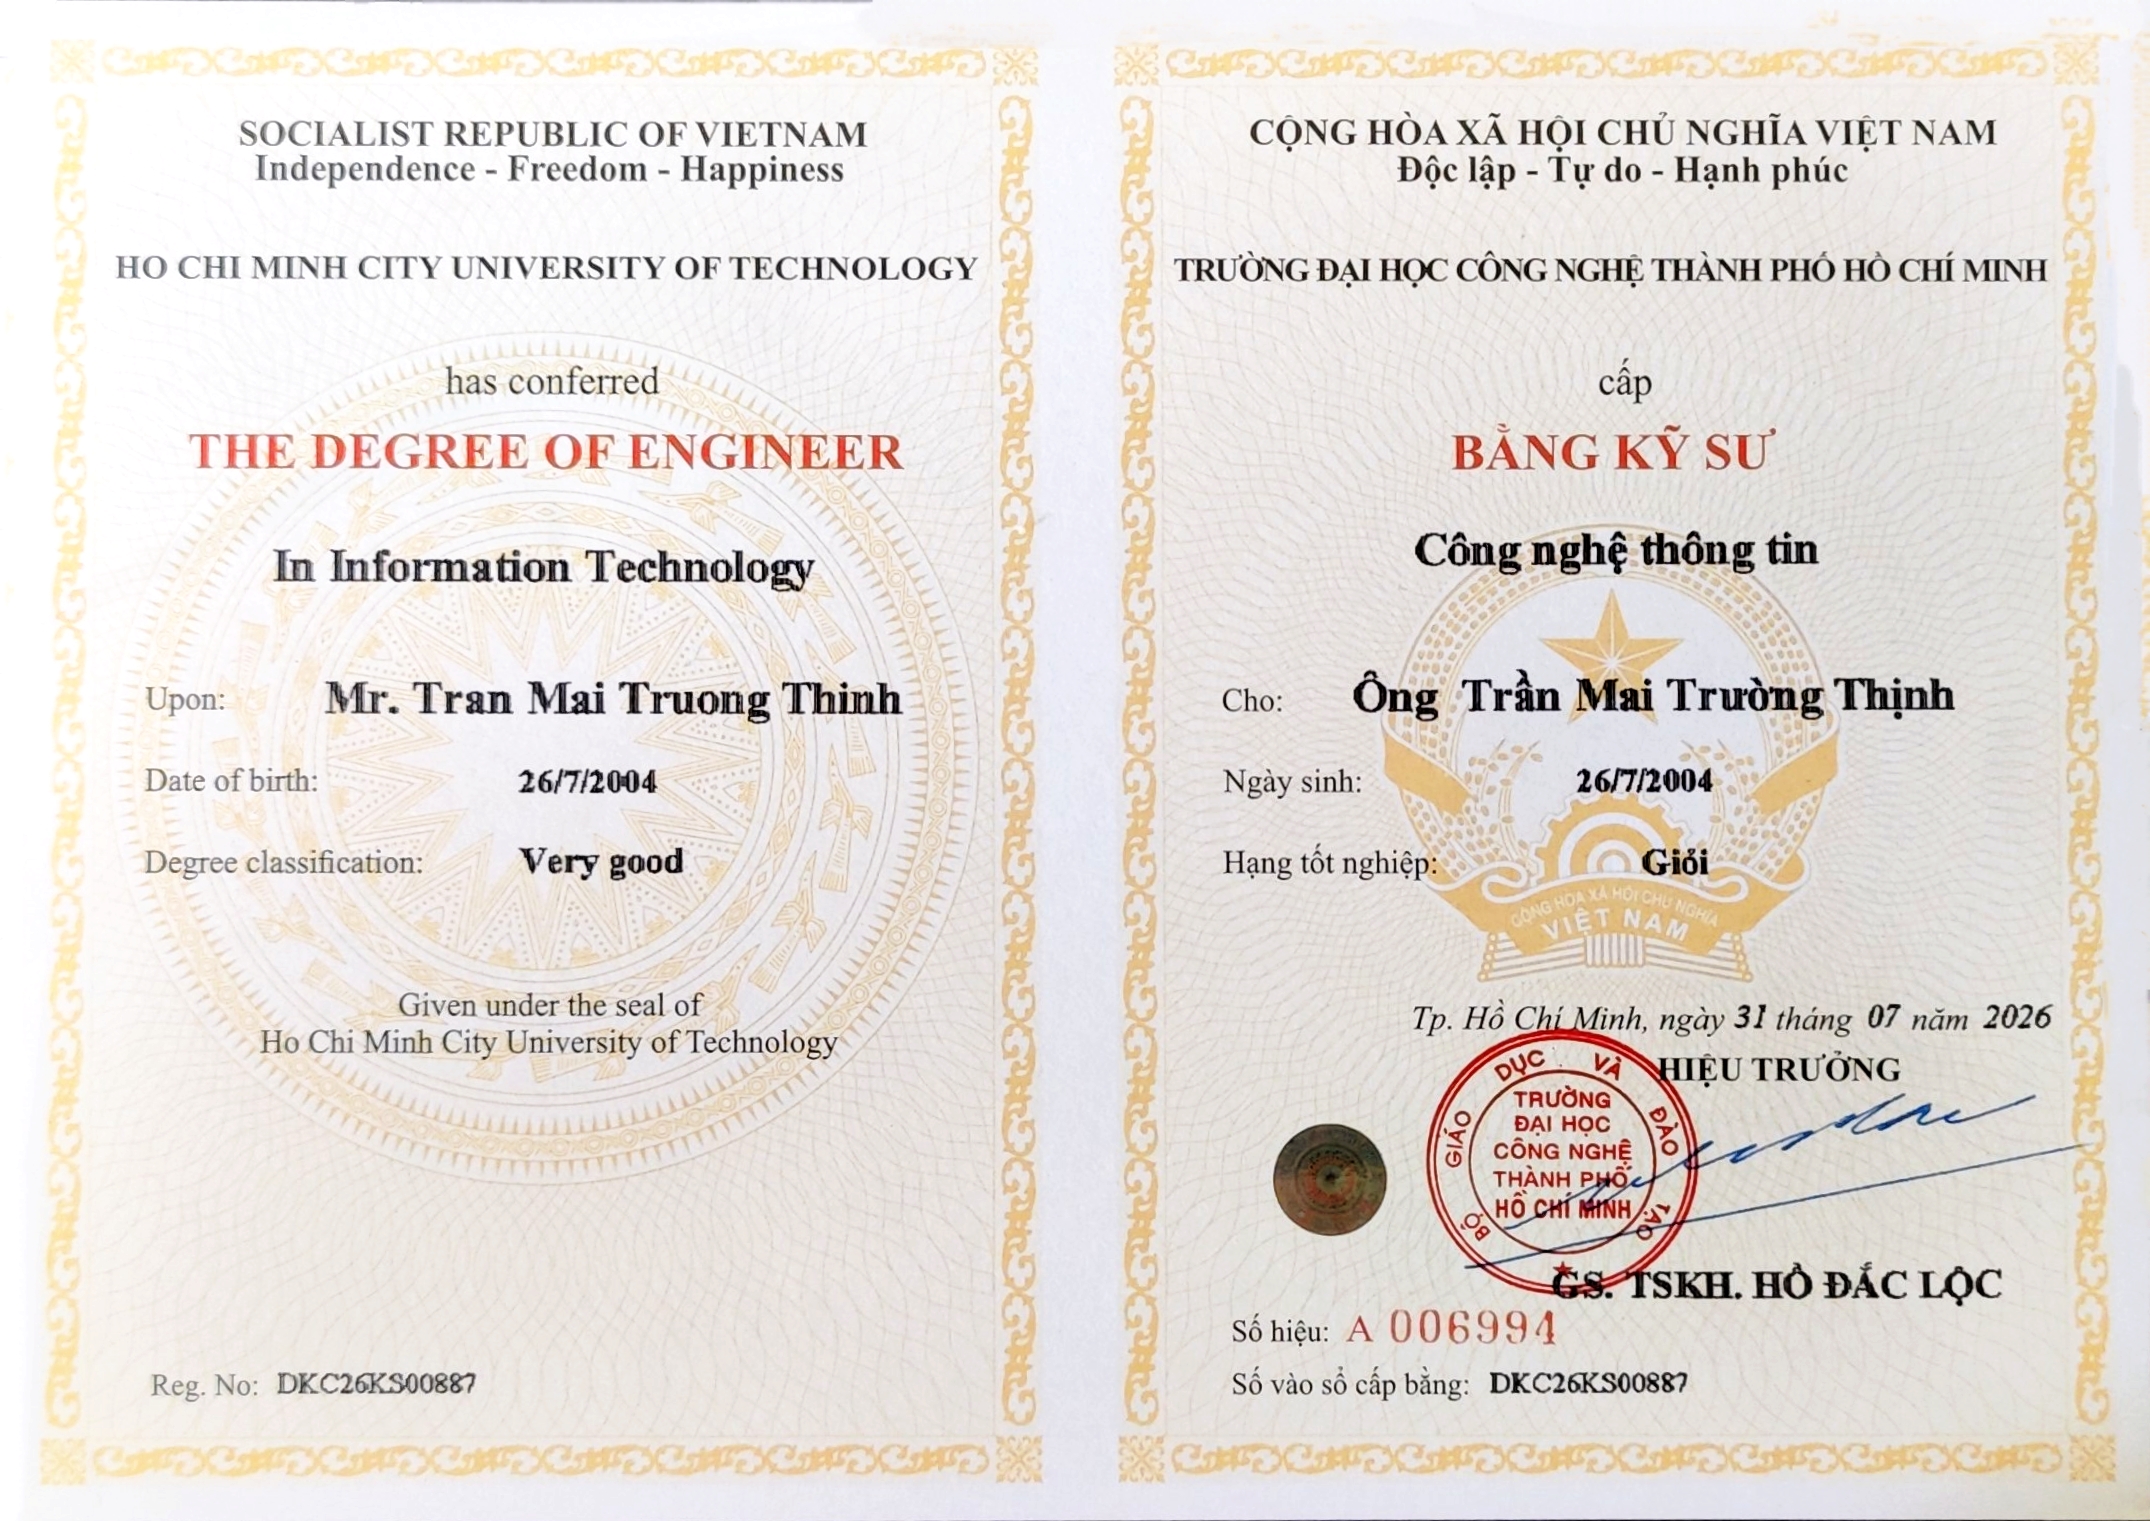 SOCIALIST REPUBLIC OF VIETNAM
Independence - Freedom - Happiness
HO CHI MINH CITY UNIVERSITY OF TECHNOLOGY
has conferred
THE DEGREE OF ENGINEER
In Information Technology
Upon: Mr. Tran Mai Truong Thinh
Date of birth: 26/7/2004
Degree classification: Very good
Given under the seal of
Ho Chi Minh City University of Technology
Reg. No: DKC26KS00887
CỘNG HÒA XÃ HỘI CHỦ NGHĨA VIỆT NAM
Độc lập - Tự do - Hạnh phúc
TRƯỜNG ĐẠI HỌC CÔNG NGHỆ THÀNH PHỐ HỒ CHÍ MINH
cấp
BẰNG KỸ SƯ
Công nghệ thông tin
Cho: Ông Trần Mai Trường Thịnh
Ngày sinh: 26/7/2004
Hạng tốt nghiệp: Giỏi
CỘNG HÒA XÃ HỘI CHỦ NGHĨA
VIỆT NAM
Tp. Hồ Chí Minh, ngày 31 tháng 07 năm 2026
HIỆU TRƯỞNG
BỘ GIÁO DỤC VÀ ĐÀO TẠO
TRƯỜNG
ĐẠI HỌC
CÔNG NGHỆ
THÀNH PHỐ
HỒ CHÍ MINH
GS. TSKH. HỒ ĐẮC LỘC
Số hiệu: A 006994
Số vào sổ cấp bằng: DKC26KS00887